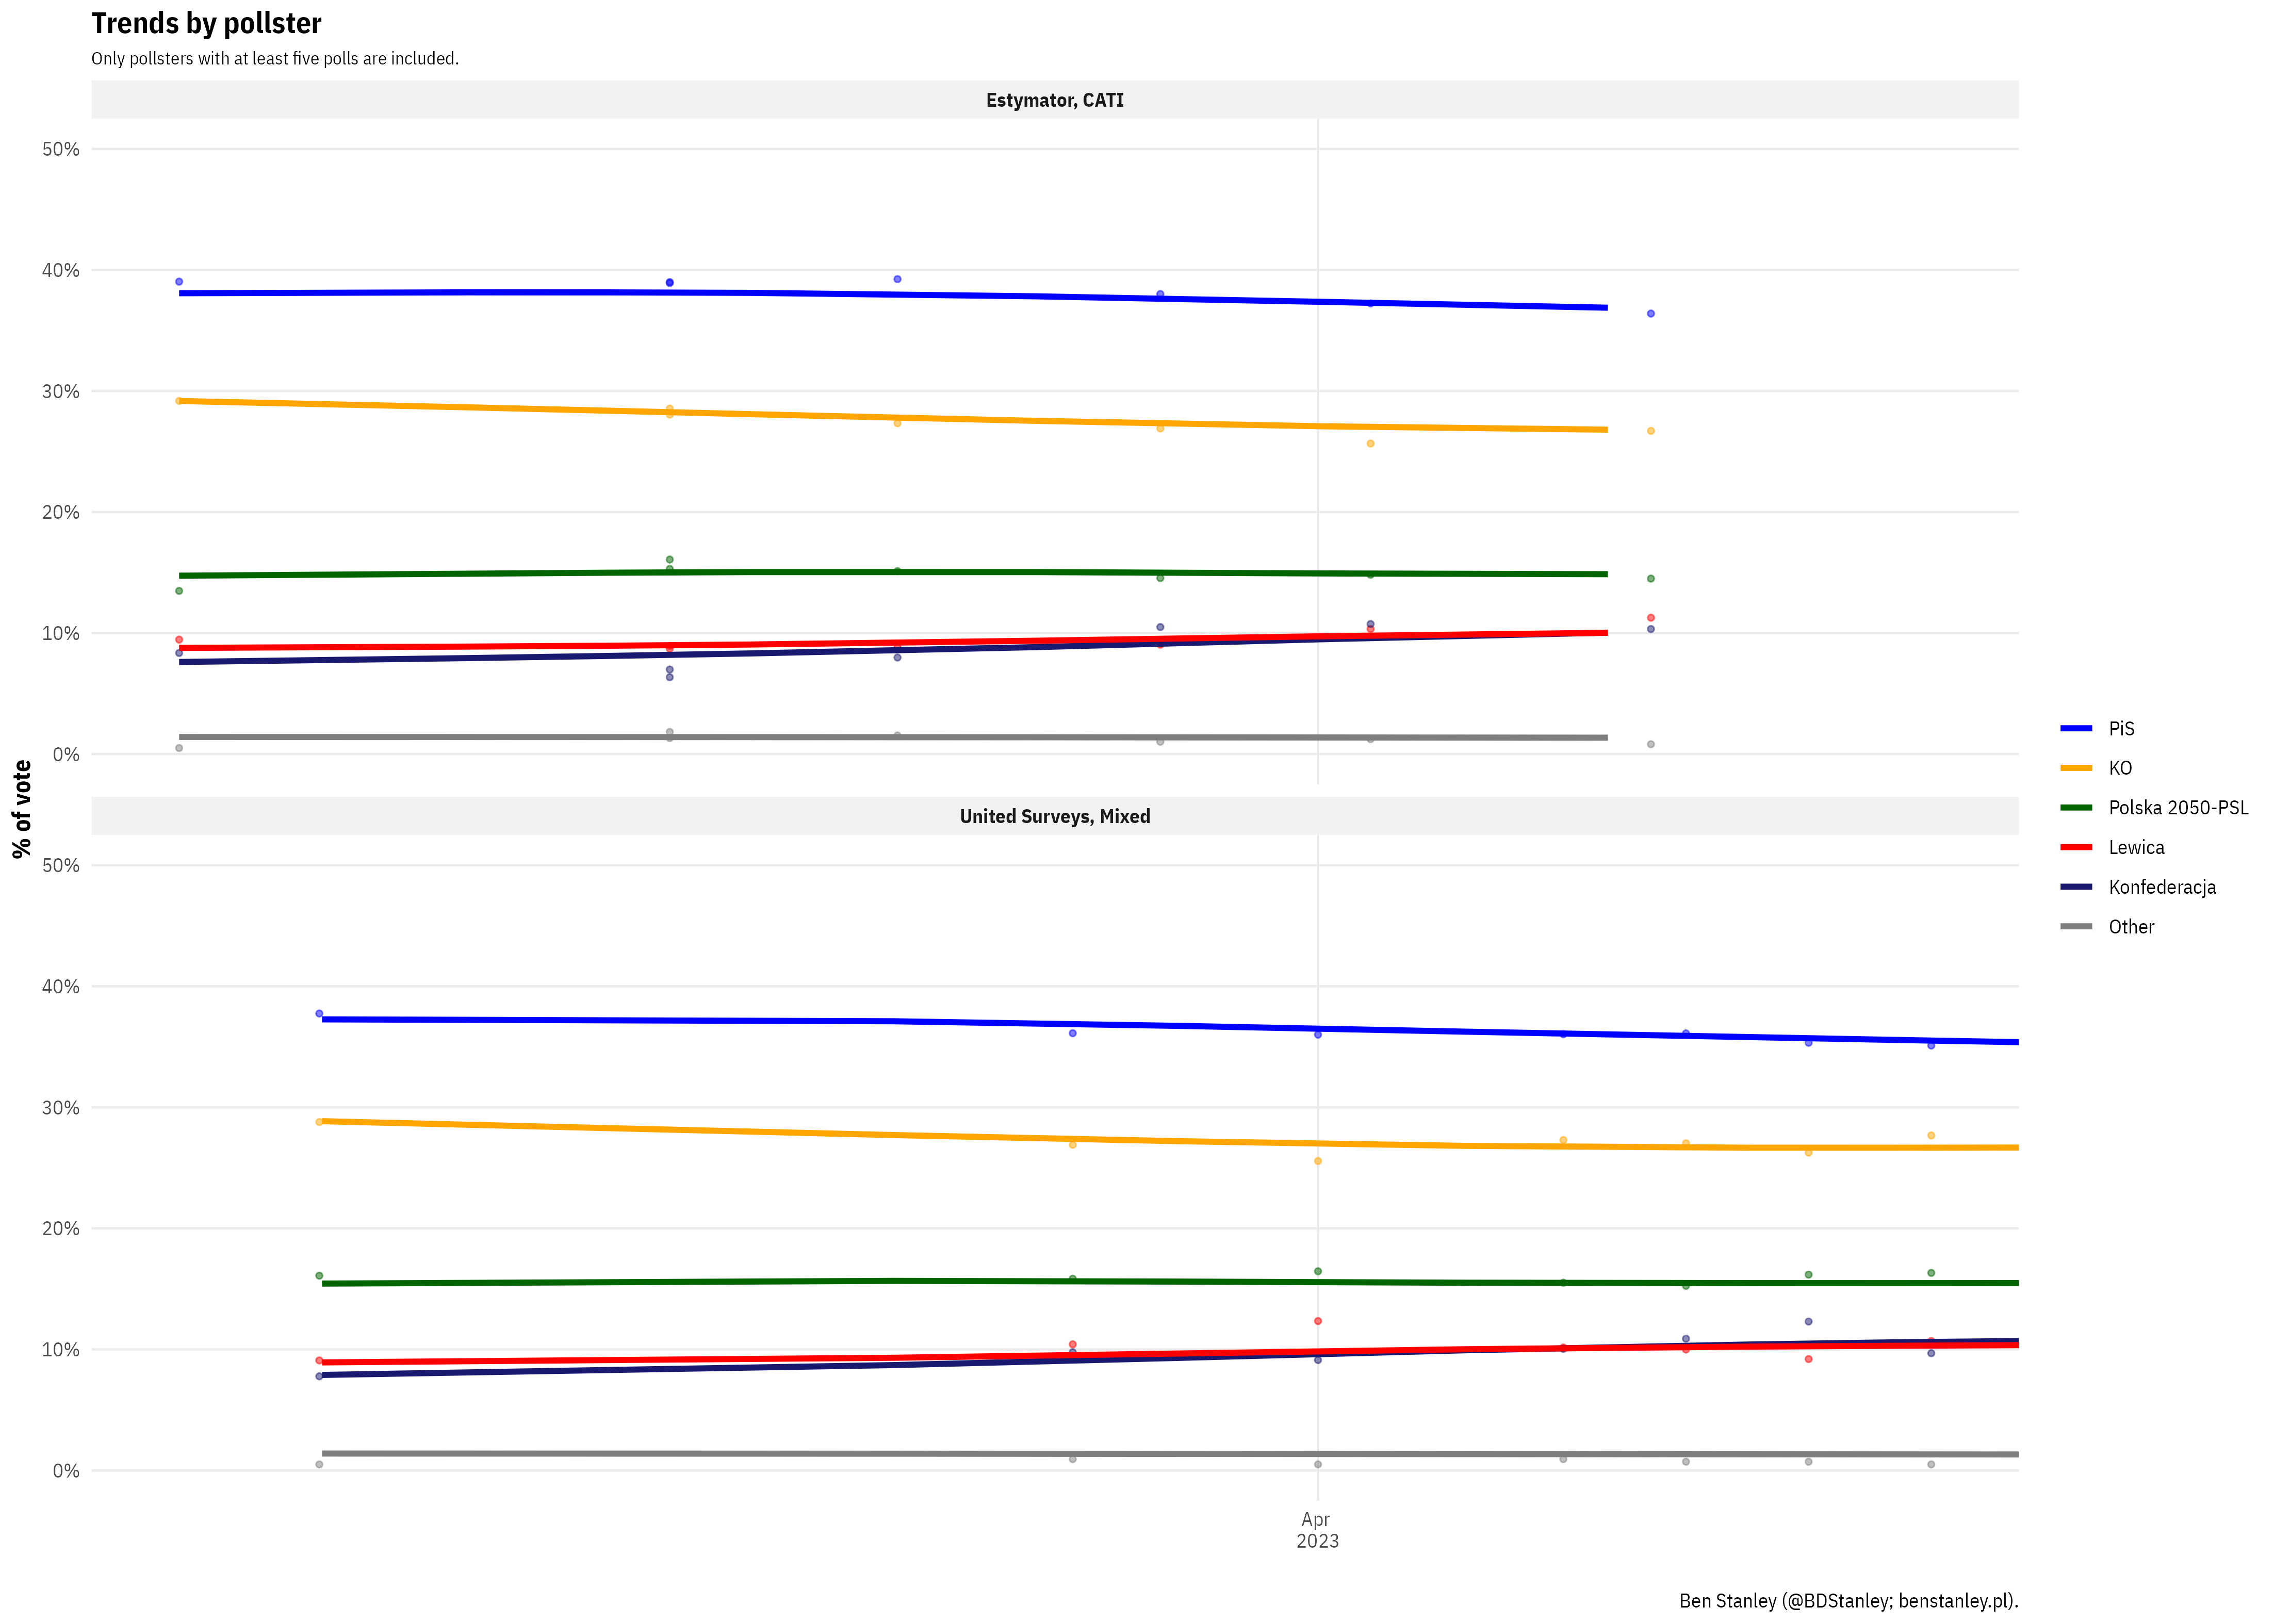 Trends by pollster
Only pollsters with at least five polls are included.
Estymator, CATI
50%
40%
30%
20%
10%
0%
% of vote
United Surveys, Mixed
50%
40%
30%
20%
10%
0%
Apr
2023
PiS
KO
Polska 2050-PSL
Lewica
Konfederacja
Other
Ben Stanley (@BDStanley; benstanley.pl).